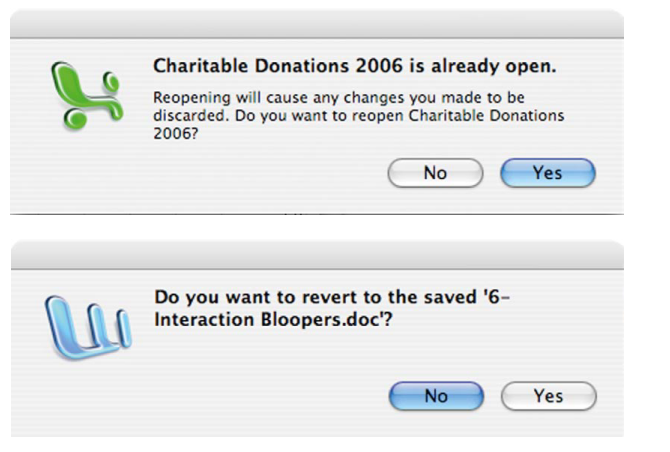 Charitable Donations 2006 is already open.
Reopening will cause any changes you made to be
discarded. Do you want to reopen Charitable Donations
2006?
No Yes
Do you want to revert to the saved '6–
Interaction Bloopers.doc'?
No Yes